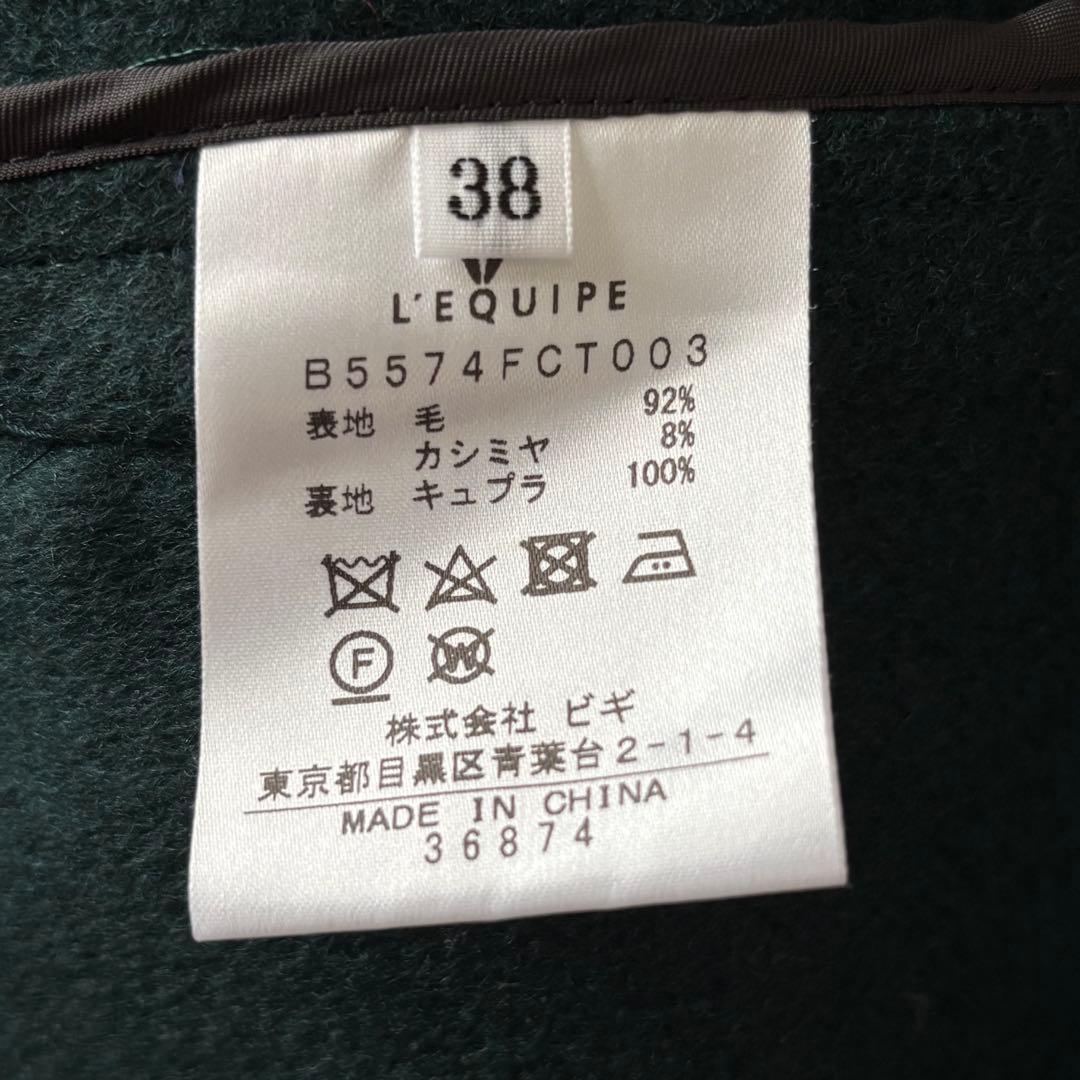 38
L'EQUIPE
B5574FCT003
表地 毛 92%
カシミヤ 8%
裏地 キュプラ 100%
F W
株式会社 ビギ
東京都目黒区青葉台2-1-4
MADE IN CHINA
36874